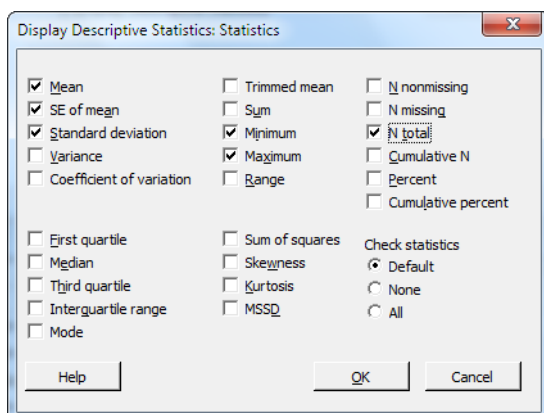 Display Descriptive Statistics: Statistics
Mean
SE of mean
Standard deviation
Variance
Coefficient of variation
Trimmed mean
Sum
Minimum
Maximum
Range
N nonmissing
N missing
N total
Cumulative N
Percent
Cumulative percent
First quartile
Median
Third quartile
Interquartile range
Mode
Sum of squares
Skewness
Kurtosis
MSSD
Check statistics
Default
None
All
Help
OK
Cancel